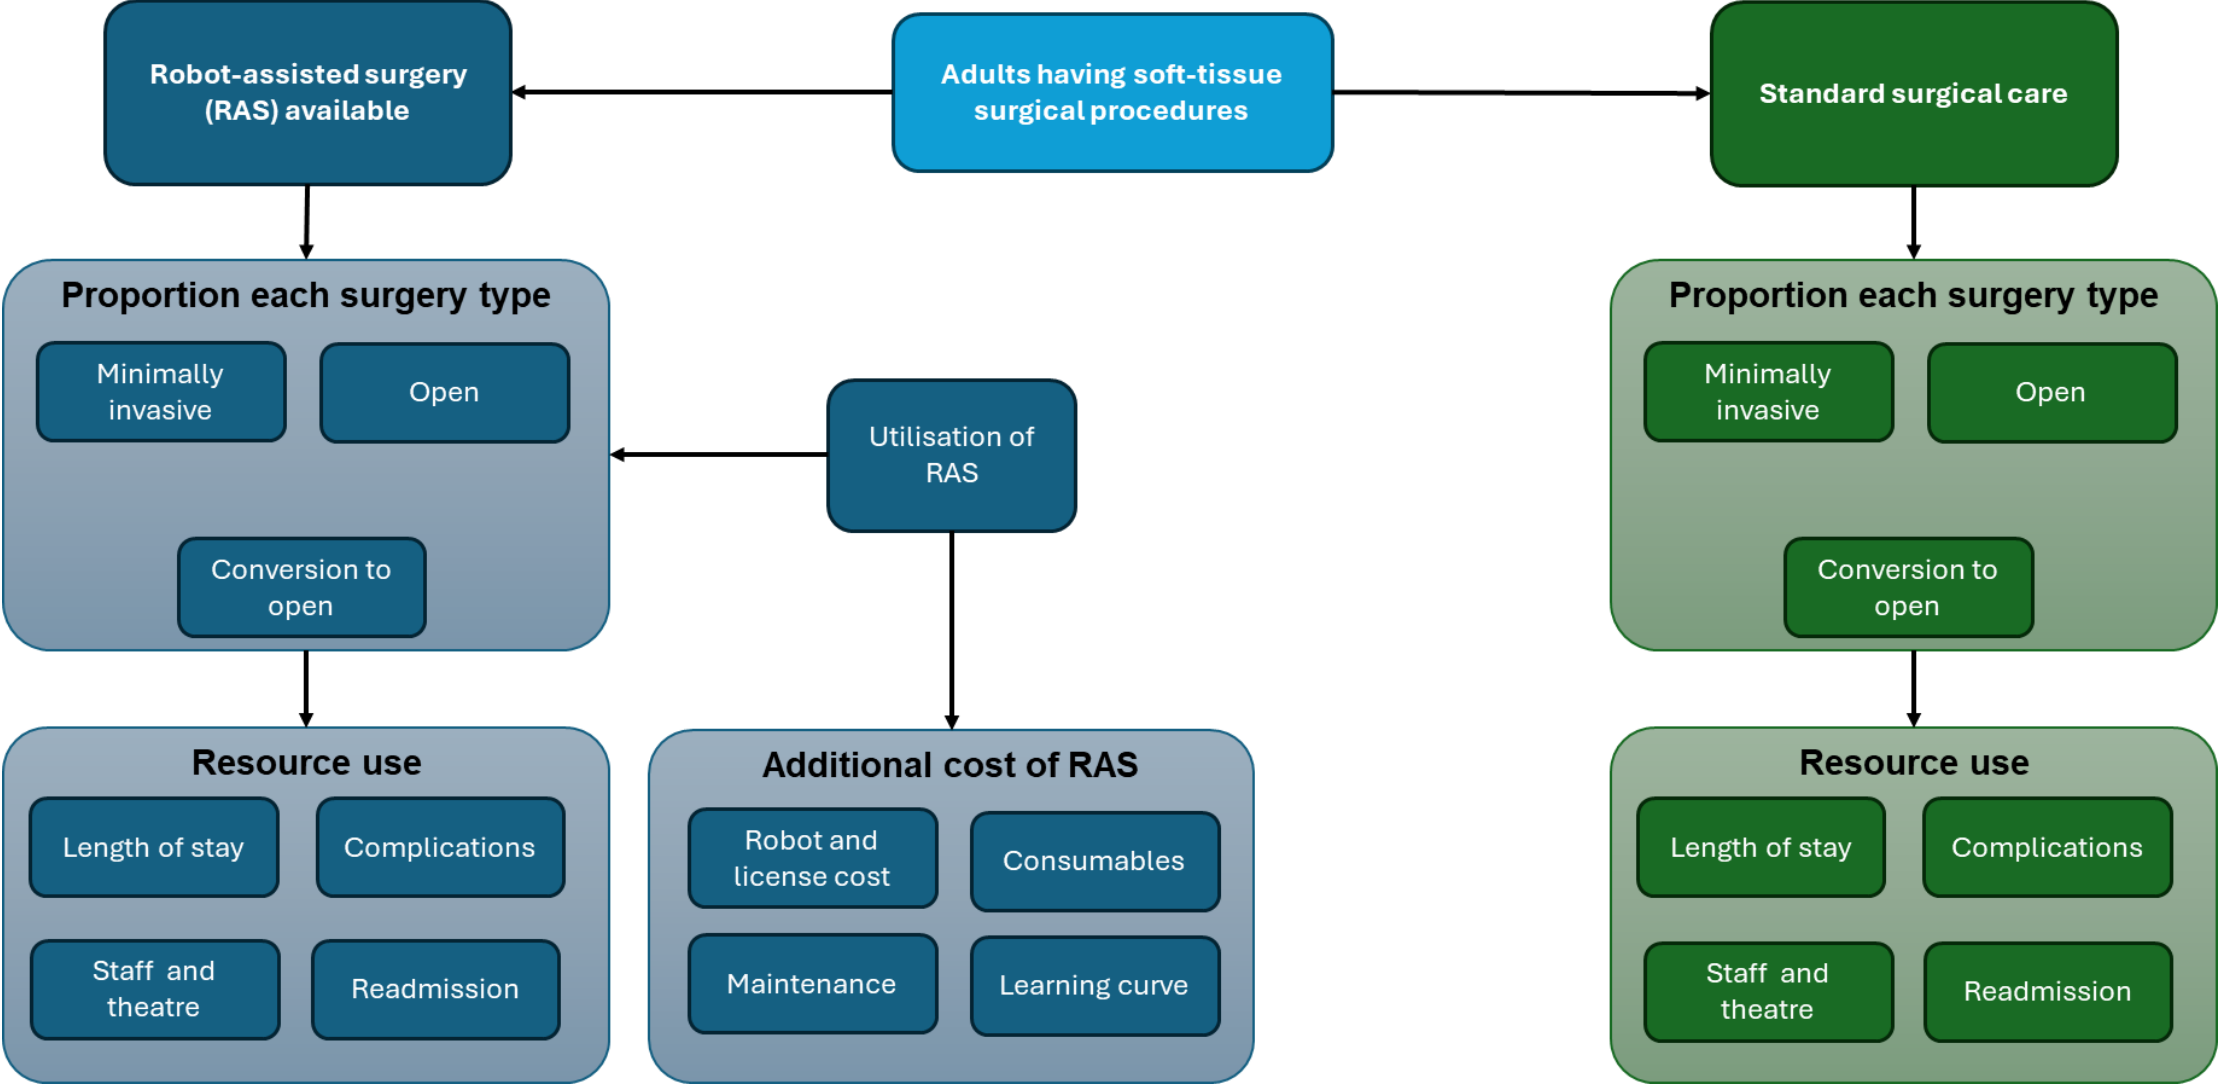 Robot-assisted surgery
(RAS) available
Adults having soft-tissue
surgical procedures
Standard surgical care
Proportion each surgery type
Minimally
invasive
Open
Conversion to
open
Utilisation of
RAS
Proportion each surgery type
Minimally
invasive
Open
Conversion to
open
Resource use
Length of stay
Complications
Staff and
theatre
Readmission
Additional cost of RAS
Robot and
license cost
Consumables
Maintenance
Learning curve
Resource use
Length of stay
Complications
Staff and
theatre
Readmission